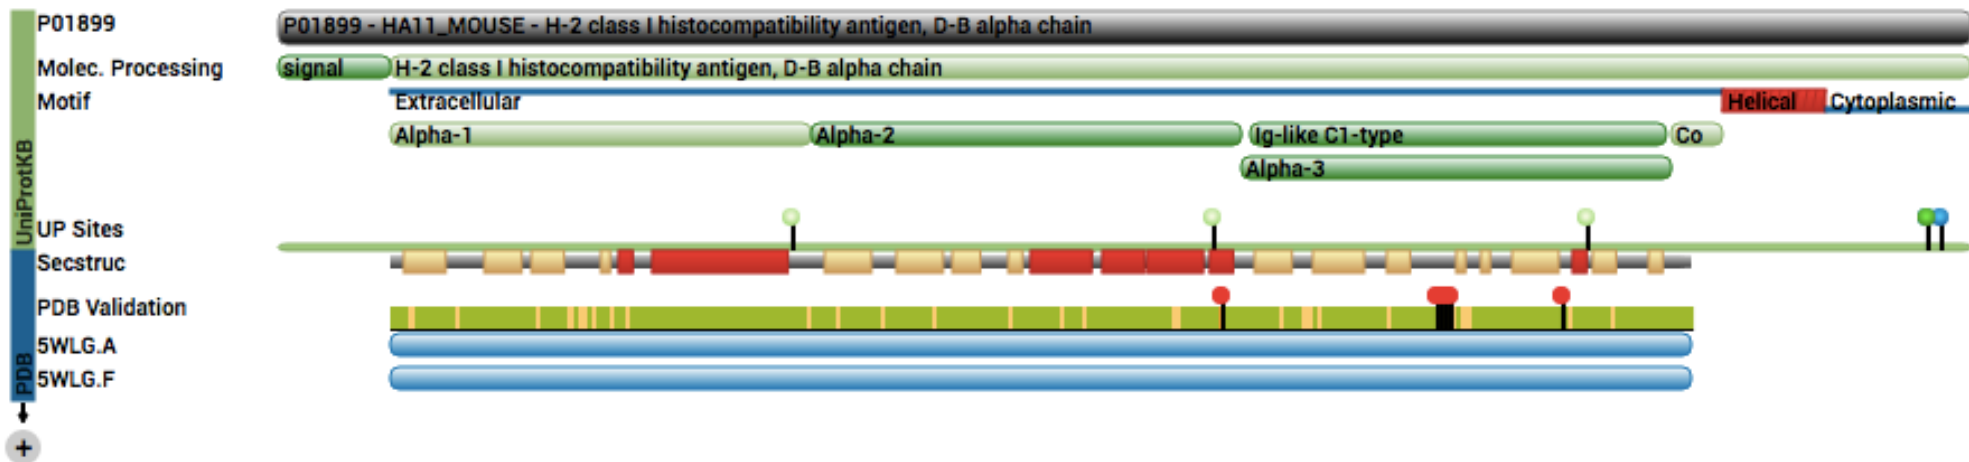 P01899
P01899 - HA11_MOUSE - H-2 class I histocompatibility antigen, D-B alpha chain
Molec. Processing
signal
H-2 class I histocompatibility antigen, D-B alpha chain
Motif
Extracellular
Helical
Cytoplasmic
Alpha-1
Alpha-2
Ig-like C1-type
Co
Alpha-3
UniProtKB
UP Sites
Secstruc
PDB Validation
5WLG.A
PDB
5WLG.F
+